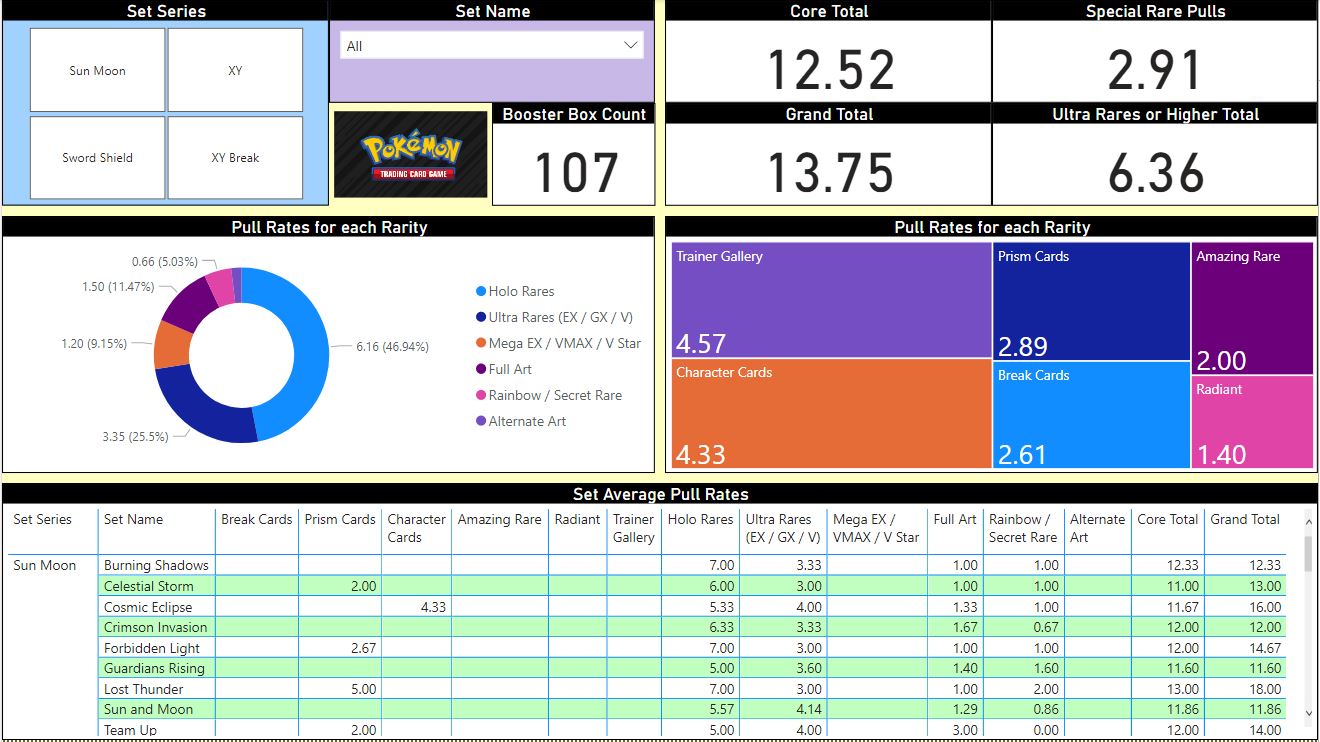 Set Series
Sun Moon
XY
Sword Shield
XY Break
Set Name
All
POKéMON
TRADING CARD GAME
Booster Box Count
107
Core Total
12.52
Special Rare Pulls
2.91
Grand Total
13.75
Ultra Rares or Higher Total
6.36
Pull Rates for each Rarity
0.66 (5.03%)
1.50 (11.47%)
1.20 (9.15%)
3.35 (25.5%)
6.16 (46.94%)
Holo Rares
Ultra Rares (EX / GX / V)
Mega EX / VMAX / V Star
Full Art
Rainbow / Secret Rare
Alternate Art
Pull Rates for each Rarity
Trainer Gallery
4.57
Character Cards
4.33
Prism Cards
2.89
Break Cards
2.61
Amazing Rare
2.00
Radiant
1.40
Set Average Pull Rates
Set Series Set Name Break Cards Prism Cards Character Cards Amazing Rare Radiant Trainer Gallery Holo Rares Ultra Rares (EX / GX / V) Mega EX / VMAX / V Star Full Art Rainbow / Secret Rare Alternate Art Core Total Grand Total
Sun Moon Burning Shadows 7.00 3.33 1.00 1.00 12.33 12.33
Celestial Storm 2.00 6.00 3.00 1.00 1.00 11.00 13.00
Cosmic Eclipse 4.33 5.33 4.00 1.33 1.00 11.67 16.00
Crimson Invasion 6.33 3.33 1.67 0.67 12.00 12.00
Forbidden Light 2.67 7.00 3.00 1.00 1.00 12.00 14.67
Guardians Rising 5.00 3.60 1.40 1.60 11.60 11.60
Lost Thunder 5.00 7.00 3.00 1.00 2.00 13.00 18.00
Sun and Moon 5.57 4.14 1.29 0.86 11.86 11.86
Team Up 2.00 5.00 4.00 3.00 0.00 12.00 14.00